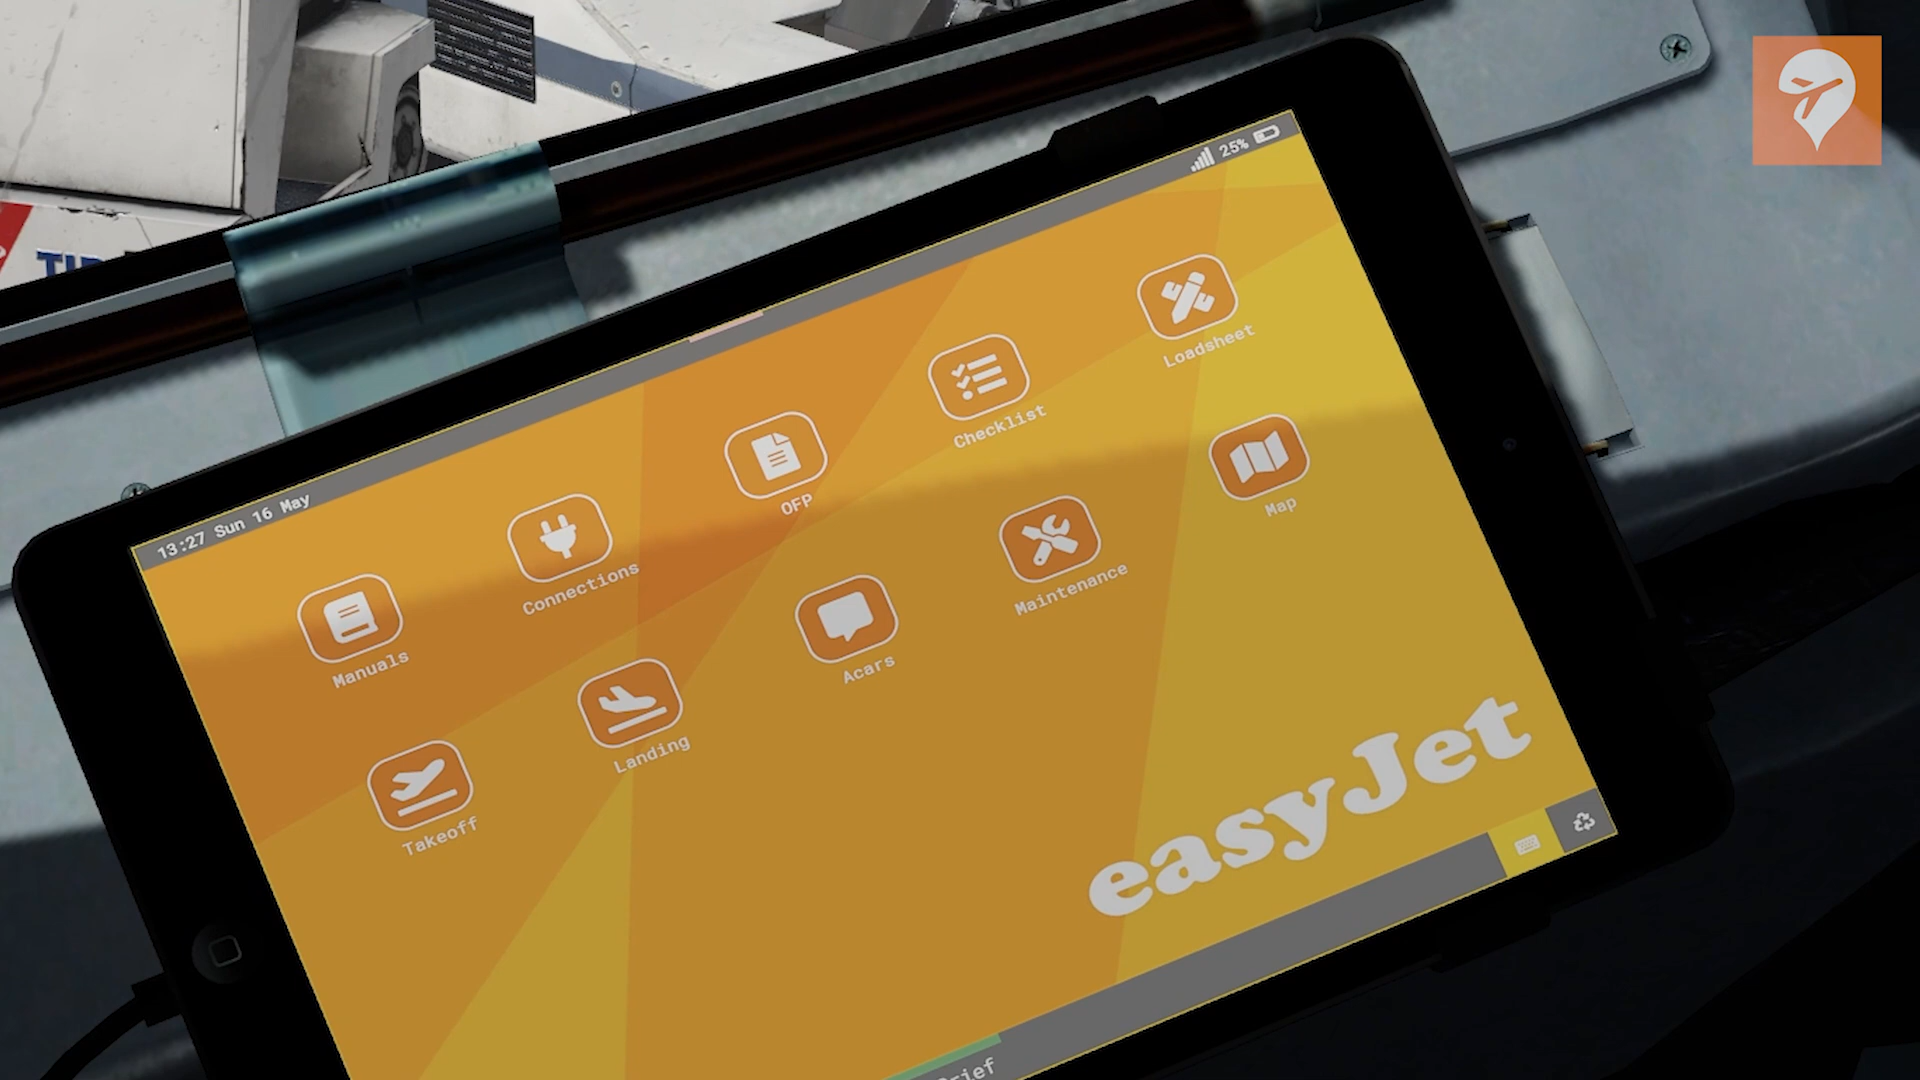 13:27 Sun 16 May
25%
Manuals
Connections
OFP
Checklist
Loadsheet
Takeoff
Landing
Acars
Maintenance
Map
easyJet